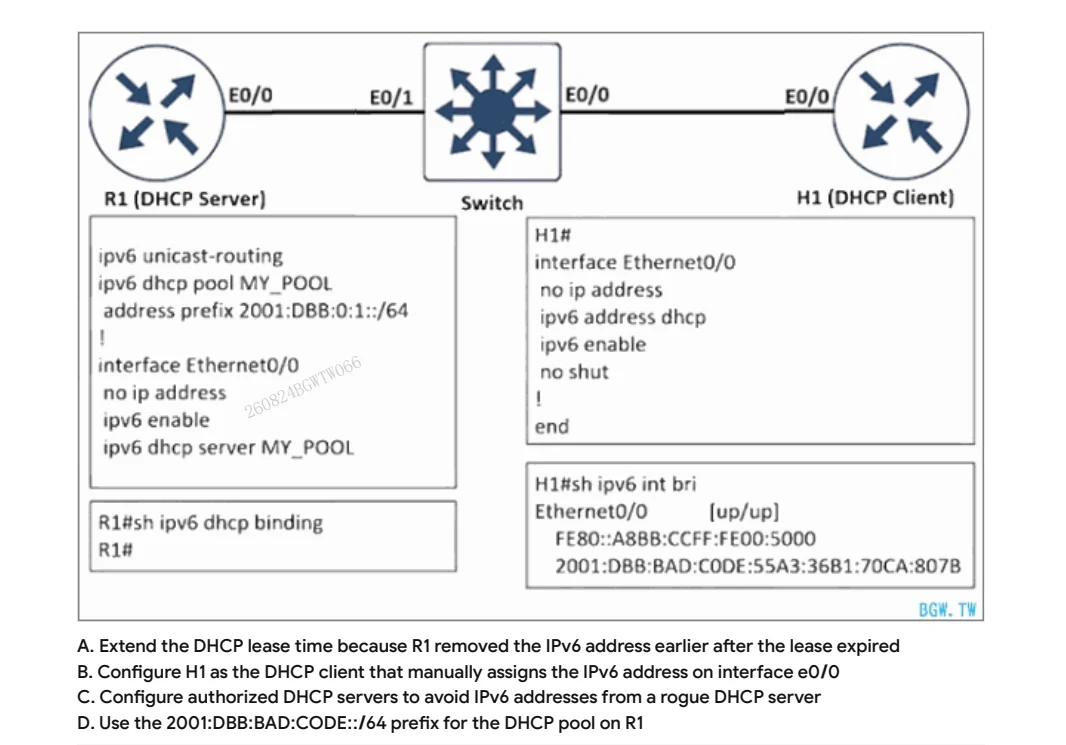 E0/0
E0/1
E0/0
E0/0
R1 (DHCP Server)
Switch
H1 (DHCP Client)
ipv6 unicast-routing
ipv6 dhcp pool MY_POOL
address prefix 2001:DBB:0:1::/64
!
interface Ethernet0/0
no ip address
ipv6 enable
ipv6 dhcp server MY_POOL
260824BGWTW066
R1#sh ipv6 dhcp binding
R1#
H1#
interface Ethernet0/0
no ip address
ipv6 address dhcp
ipv6 enable
no shut
!
end
H1#sh ipv6 int bri
Ethernet0/0 [up/up]
FE80::A8BB:CCFF:FE00:5000
2001:DBB:BAD:C0DE:55A3:36B1:70CA:807B
BGW.TW
A. Extend the DHCP lease time because R1 removed the IPv6 address earlier after the lease expired
B. Configure H1 as the DHCP client that manually assigns the IPv6 address on interface e0/0
C. Configure authorized DHCP servers to avoid IPv6 addresses from a rogue DHCP server
D. Use the 2001:DBB:BAD:CODE::/64 prefix for the DHCP pool on R1